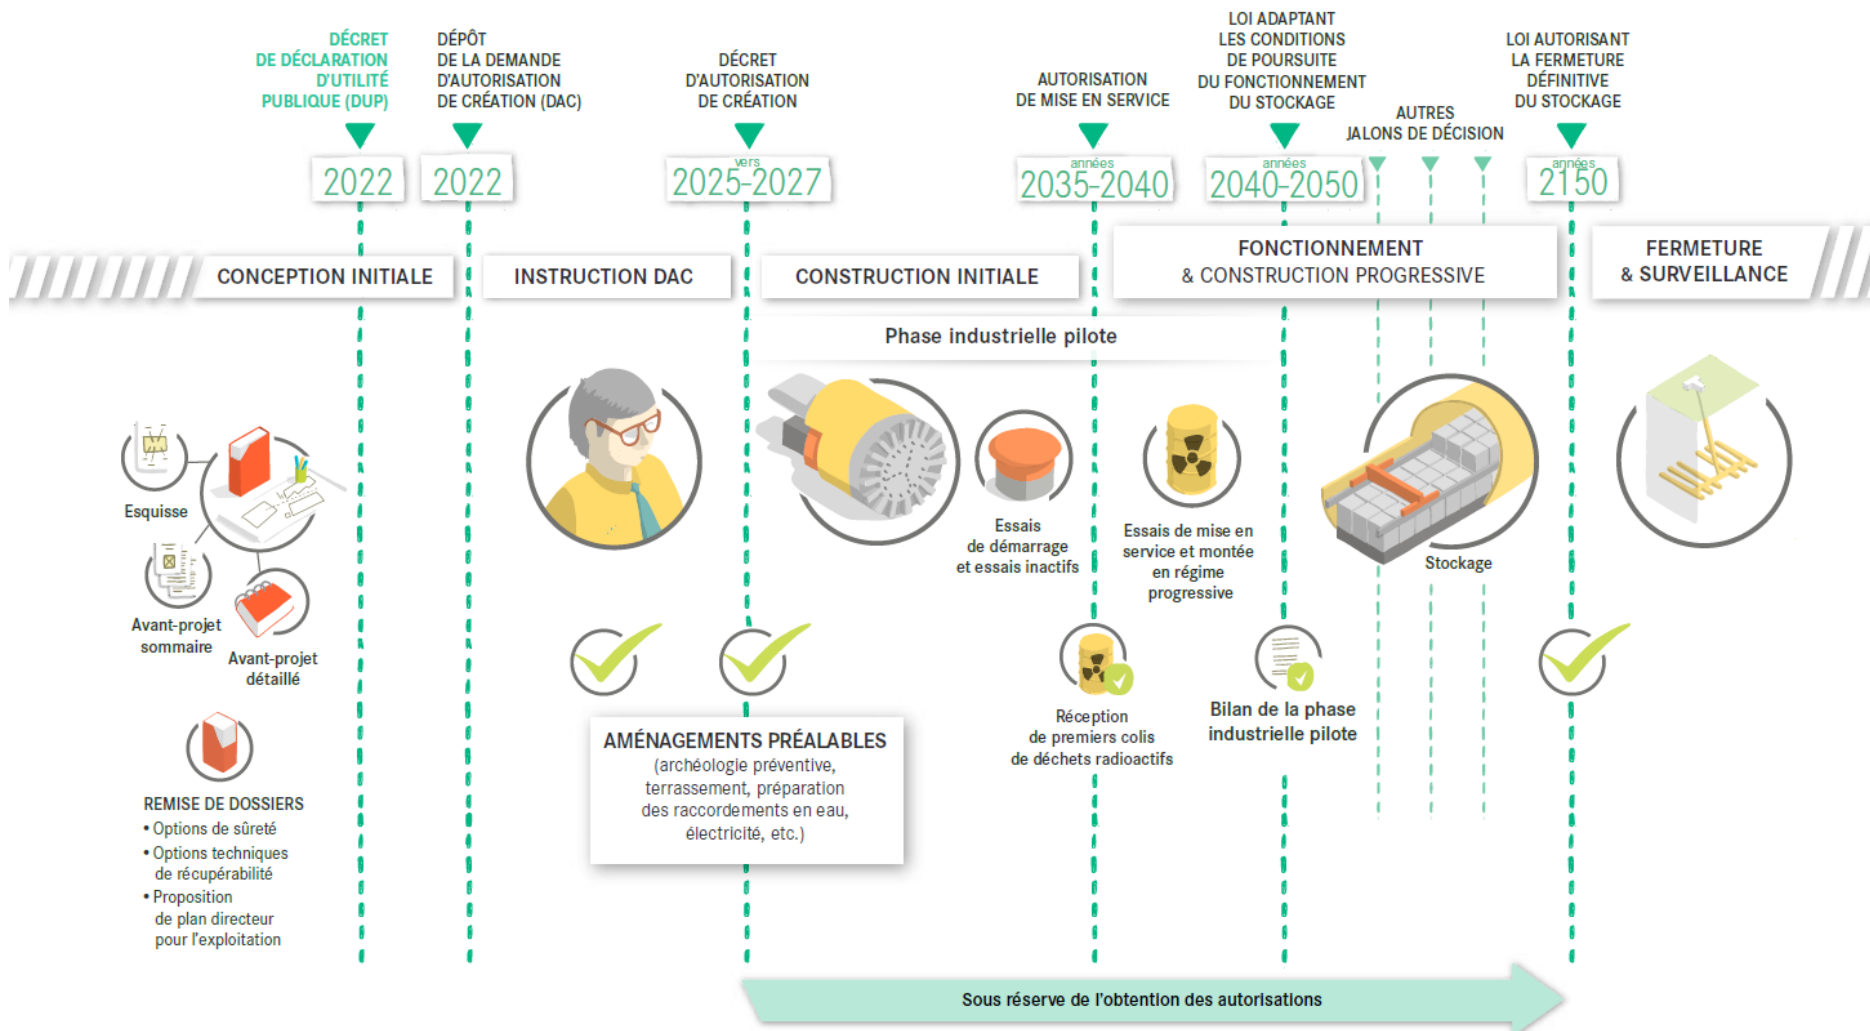 DÉCRET
DE DÉCLARATION
D'UTILITÉ
PUBLIQUE (DUP)
2022
DÉPÔT
DE LA DEMANDE
D'AUTORISATION
DE CRÉATION (DAC)
2022
DÉCRET
D'AUTORISATION
DE CRÉATION
vers
2025-2027
AUTORISATION
DE MISE EN SERVICE
années
2035-2040
LOI ADAPTANT
LES CONDITIONS
DE POURSUITE
DU FONCTIONNEMENT
DU STOCKAGE
années
2040-2050
AUTRES
JALONS DE DÉCISION
LOI AUTORISANT
LA FERMETURE
DÉFINITIVE
DU STOCKAGE
années
2150
CONCEPTION INITIALE
INSTRUCTION DAC
CONSTRUCTION INITIALE
FONCTIONNEMENT
& CONSTRUCTION PROGRESSIVE
FERMETURE
& SURVEILLANCE
Phase industrielle pilote
Esquisse
Avant-projet
sommaire
Avant-projet
détaillé
Essais
de démarrage
et essais inactifs
Essais de mise en
service et montée
en régime
progressive
Stockage
REMISE DE DOSSIERS
• Options de sûreté
• Options techniques
de récupérabilité
• Proposition
de plan directeur
pour l'exploitation
AMÉNAGEMENTS PRÉALABLES
(archéologie préventive,
terrassement, préparation
des raccordements en eau,
électricité, etc.)
Réception
de premiers colis
de déchets radioactifs
Bilan de la phase
industrielle pilote
Sous réserve de l'obtention des autorisations